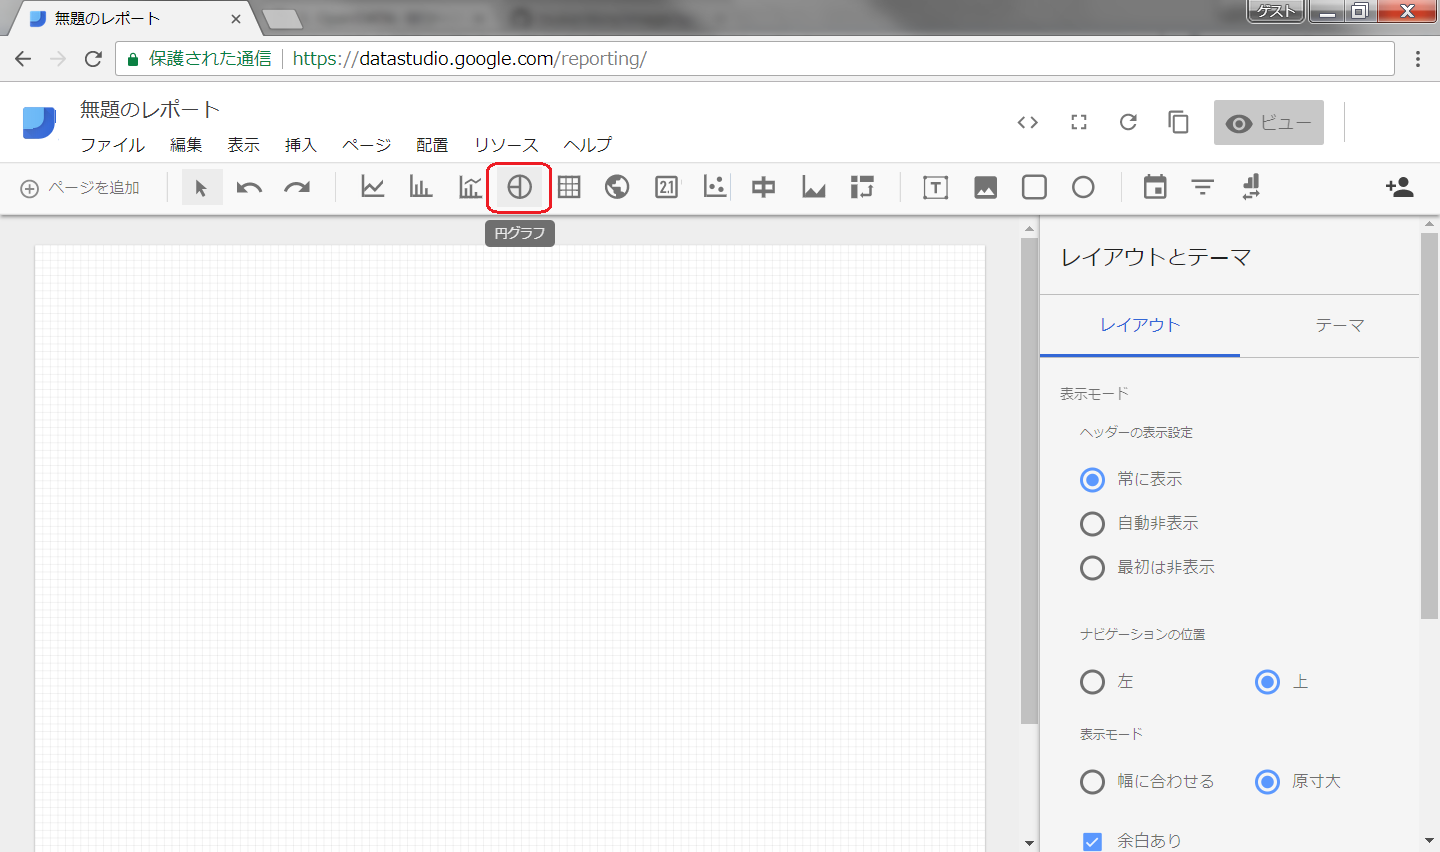 無題のレポート
ゲスト
保護された通信
https://datastudio.google.com/reporting/
無題のレポート
ファイル 編集 表示 挿入 ページ 配置 リソース ヘルプ
ビュー
ページを追加
2.1
T
円グラフ
レイアウトとテーマ
レイアウト テーマ
表示モード
ヘッダーの表示設定
常に表示
自動非表示
最初は非表示
ナビゲーションの位置
左 上
表示モード
幅に合わせる 原寸大
余白あり